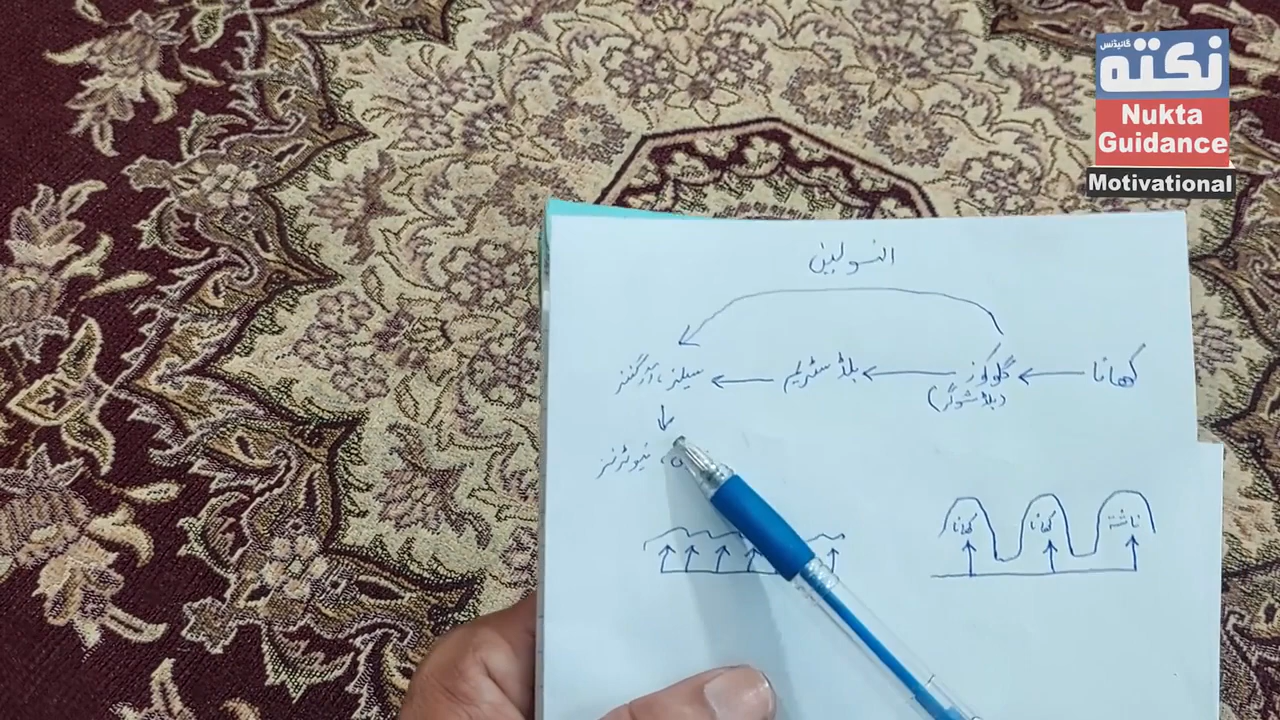 گائیڈنس
نکتہ
Nukta
Guidance
Motivational
انسولین
کھانا ← گلوکوز ← بلڈ سٹریم ← سیلز، آرگنز
(بلڈ شوگر)
، نیوٹرنز
ناشتہ کھانا کھانا